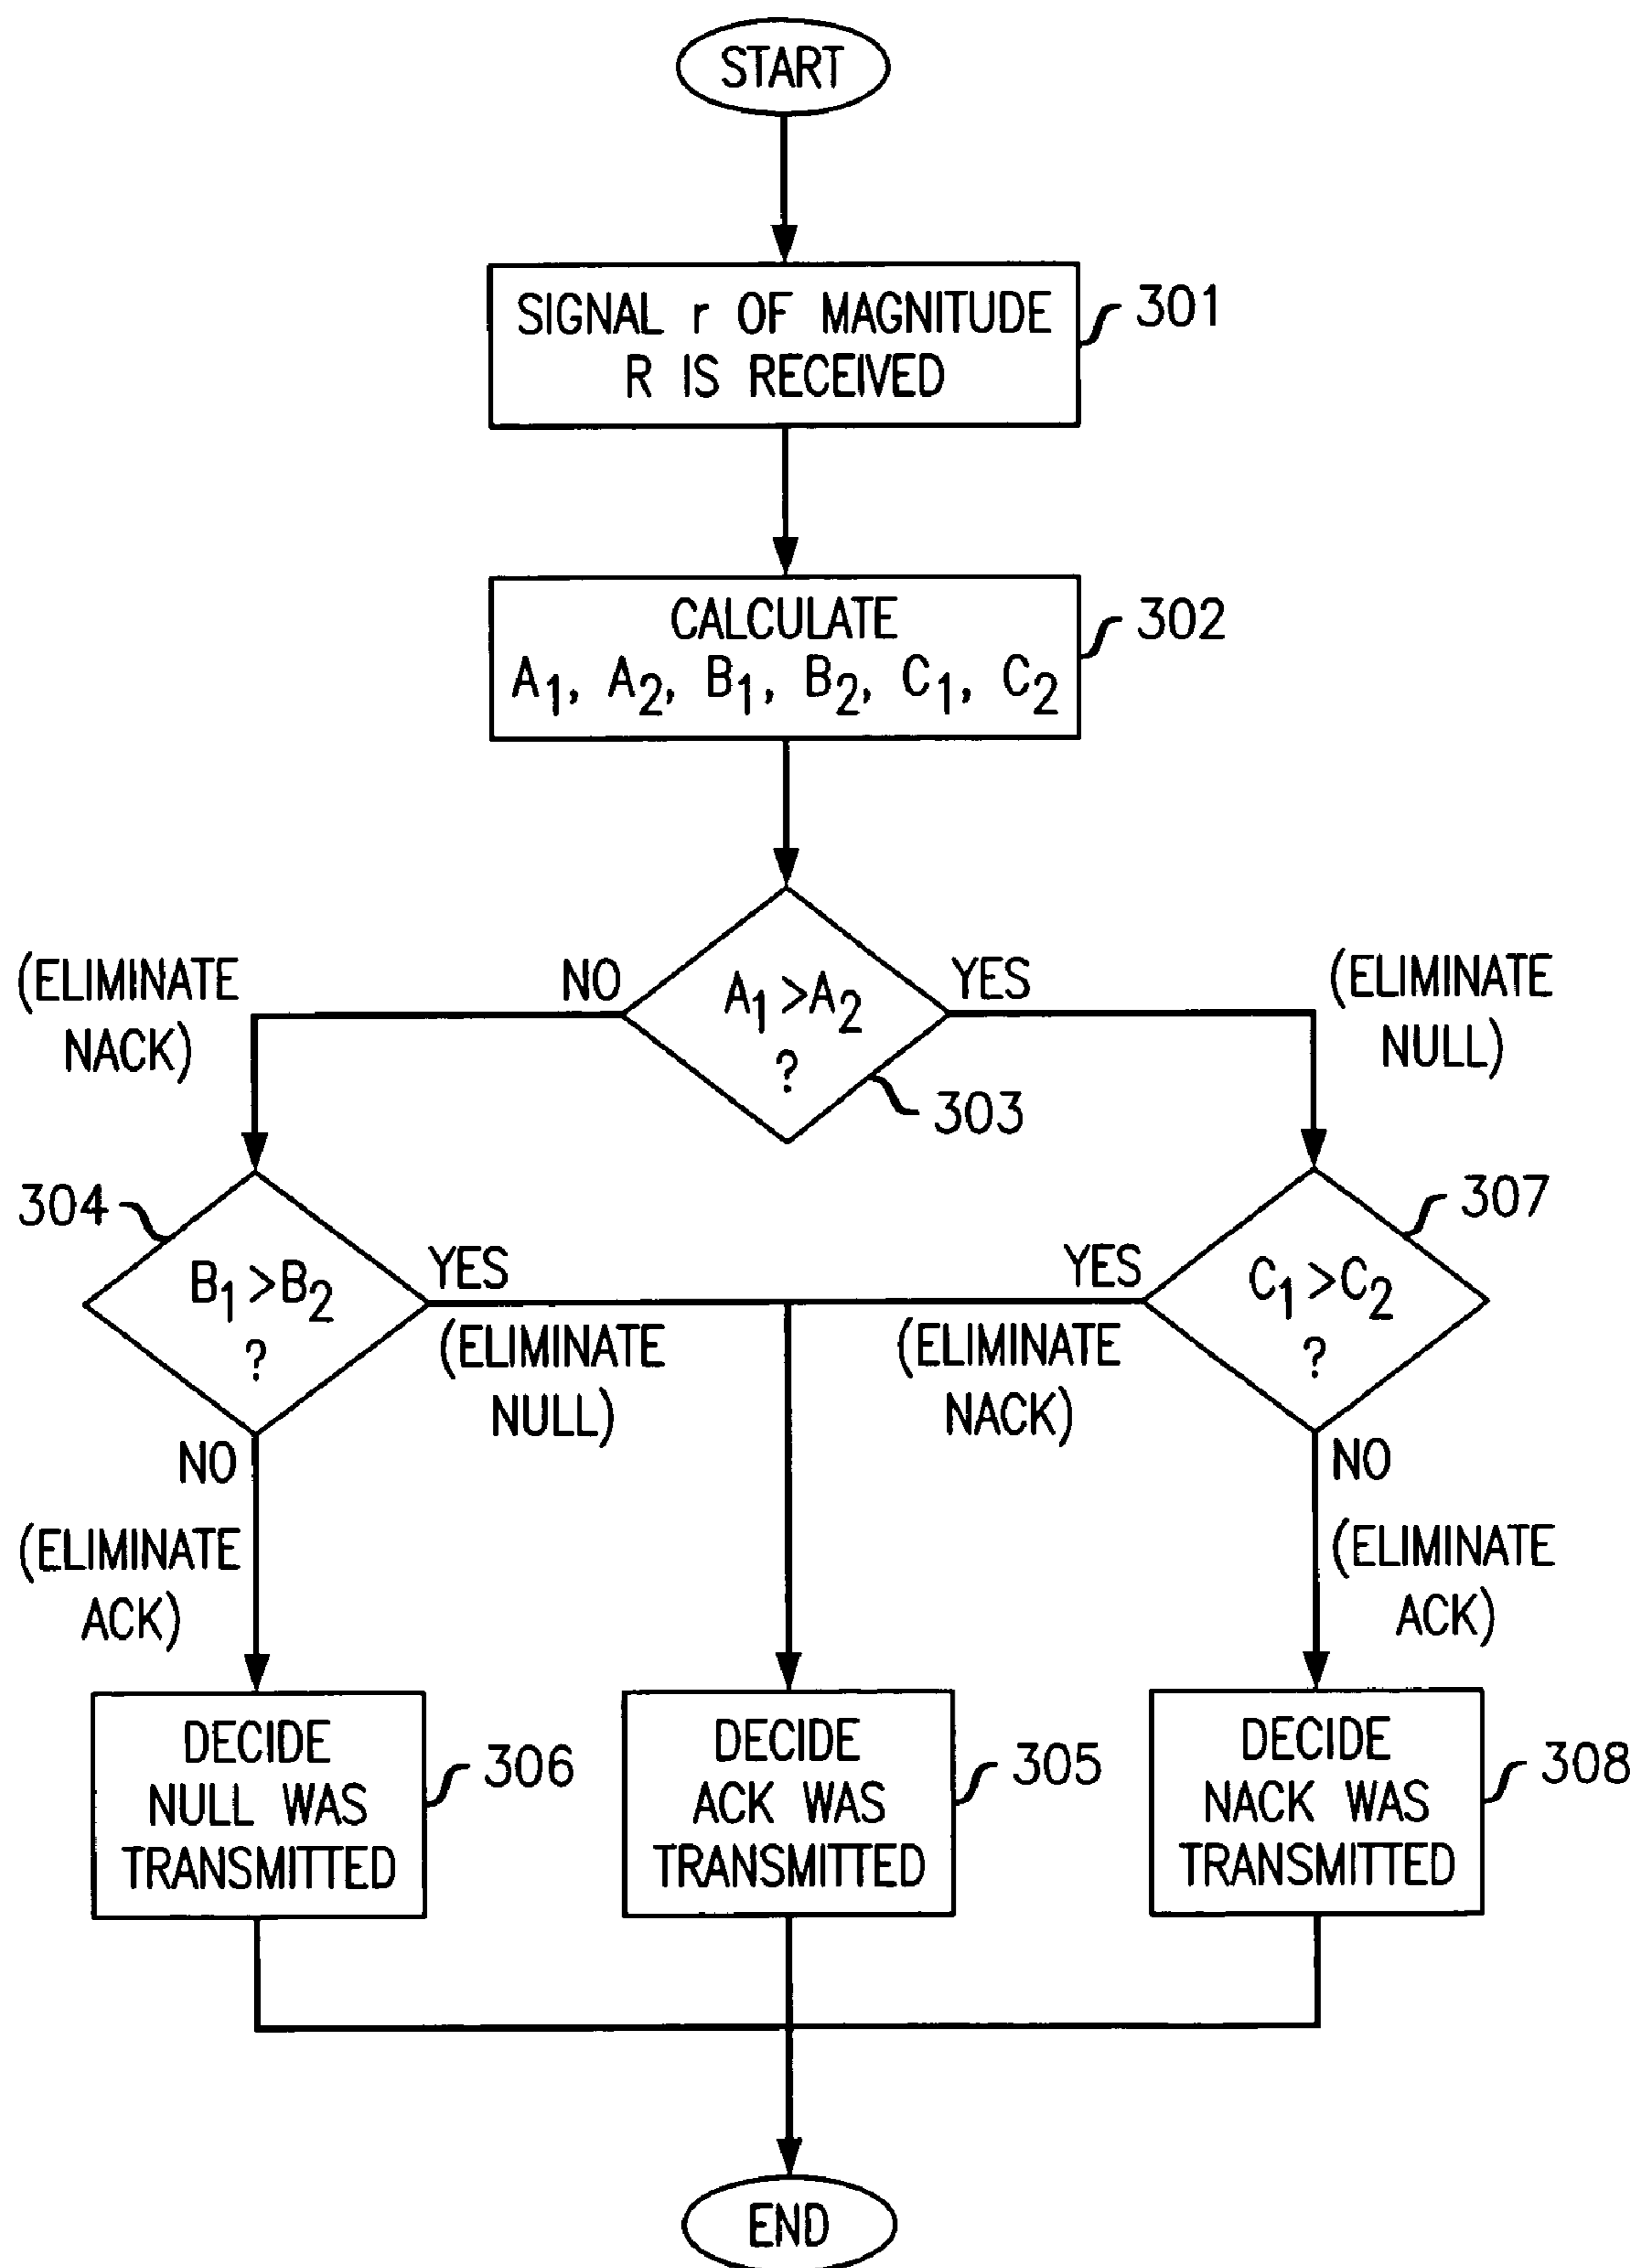 START
SIGNAL r OF MAGNITUDE
R IS RECEIVED
301
CALCULATE
A1, A2, B1, B2, C1, C2
302
(ELIMINATE
NACK)
NO
A1 >A2
?
YES
(ELIMINATE
NULL)
303
304
B1 >B2
?
YES
(ELIMINATE
NULL)
YES
(ELIMINATE
NACK)
C1 >C2
?
307
NO
(ELIMINATE
ACK)
NO
(ELIMINATE
ACK)
DECIDE
NULL WAS
TRANSMITTED
306
DECIDE
ACK WAS
TRANSMITTED
305
DECIDE
NACK WAS
TRANSMITTED
308
END